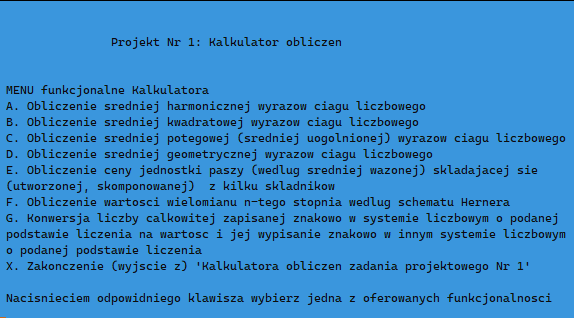 Projekt Nr 1: Kalkulator obliczen
MENU funkcjonalne Kalkulatora
A. Obliczenie sredniej harmonicznej wyrazow ciagu liczbowego
B. Obliczenie sredniej kwadratowej wyrazow ciagu liczbowego
C. Obliczenie sredniej potegowej (sredniej uogolnionej) wyrazow ciagu liczbowego
D. Obliczenie sredniej geometrycznej wyrazow ciagu liczbowego
E. Obliczenie ceny jednostki paszy (wedlug sredniej wazonej) skladajacej sie
(utworzonej, skomponowanej)  z kilku skladnikow
F. Obliczenie wartosci wielomianu n-tego stopnia wedlug schematu Hernera
G. Konwersja liczby calkowitej zapisanej znakowo w systemie liczbowym o podanej
podstawie liczenia na wartosc i jej wypisanie znakowo w innym systemie liczbowym
o podanej podstawie liczenia
X. Zakonczenie (wyjscie z) 'Kalkulatora obliczen zadania projektowego Nr 1'
Nacisnieciem odpowidniego klawisza wybierz jedna z oferowanych funkcjonalnosci